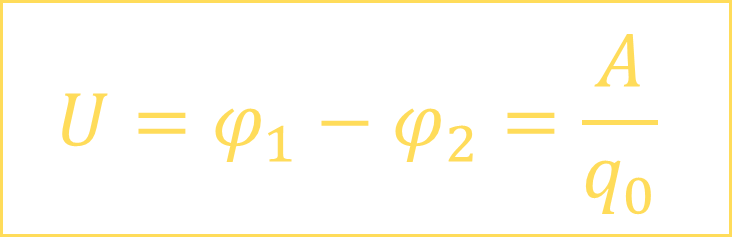 U = φ₁ − φ₂ = A/q₀